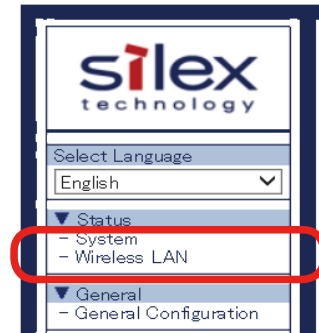 silex
technology
Select Language
English
▼ Status
- System
- Wireless LAN
▼ General
- General Configuration